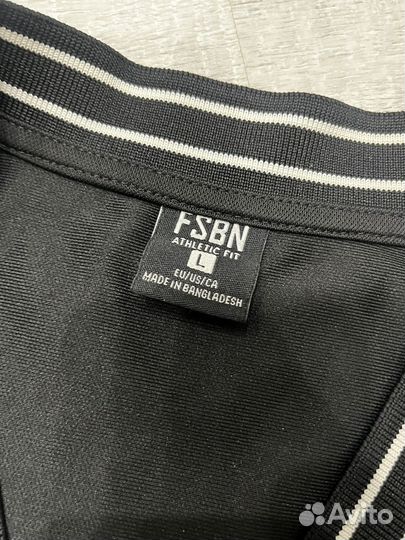 FSBN
ATHLETIC FIT
L
EU/US/CA
MADE IN BANGLADESH
Avito